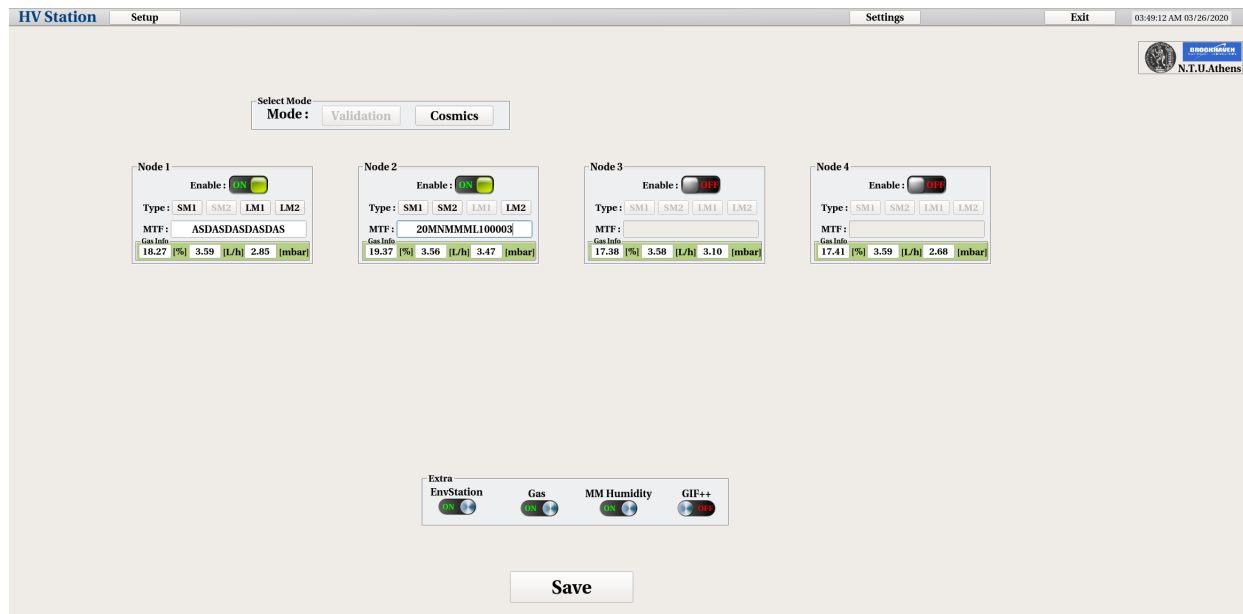 HV Station Setup Settings Exit 03:49:12 AM 03/26/2020
BROOKHAVEN
N.T.U.Athens
Select Mode
Mode : Validation Cosmics
Node 1 Node 2 Node 3 Node 4
Enable : ON Enable : ON Enable : OFF Enable : OFF
Type : SM1 SM2 LM1 LM2 Type : SM1 SM2 LM1 LM2 Type : SM1 SM2 LM1 LM2 Type : SM1 SM2 LM1 LM2
MTF : ASDASDASDASDAS MTF : 20MNMMML100003 MTF : MTF :
Gas Info Gas Info Gas Info Gas Info
18.27 [%] 3.59 [L/h] 2.85 [mbar] 19.37 [%] 3.56 [L/h] 3.47 [mbar] 17.38 [%] 3.58 [L/h] 3.10 [mbar] 17.41 [%] 3.59 [L/h] 2.68 [mbar]
Extra
EnvStation Gas MM Humidity GIF++
ON ON ON OFF
Save